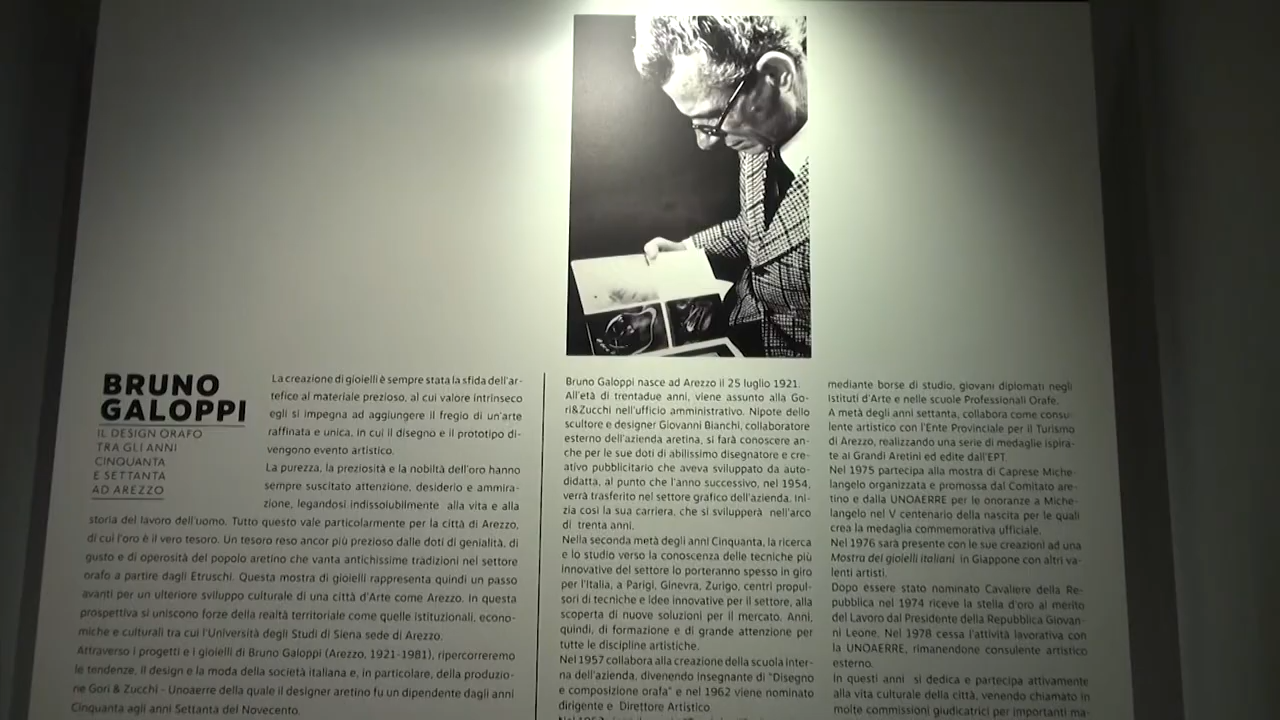 BRUNO
GALOPPI
IL DESIGN ORAFO
TRA GLI ANNI
CINQUANTA
E SETTANTA
AD AREZZO
La creazione di gioielli è sempre stata la sfida dell'ar-
tefice al materiale prezioso, al cui valore intrinseco
egli si impegna ad aggiungere il fregio di un'arte
raffinata e unica, in cui il disegno e il prototipo di-
vengono evento artistico.
La purezza, la preziosità e la nobiltà dell'oro hanno
sempre suscitato attenzione, desiderio e ammira-
zione, legandosi indissolubilmente alla vita e alla
storia del lavoro dell'uomo. Tutto questo vale particolarmente per la città di Arezzo,
di cui l'oro è il vero tesoro. Un tesoro reso ancor più prezioso dalle doti di genialità, di
gusto e di operosità del popolo aretino che vanta antichissime tradizioni nel settore
orafo a partire dagli Etruschi. Questa mostra di gioielli rappresenta quindi un passo
avanti per un ulteriore sviluppo culturale di una città d'Arte come Arezzo. In questa
prospettiva si uniscono forze della realtà territoriale come quelle istituzionali, econo-
miche e culturali tra cui l'Università degli Studi di Siena sede di Arezzo.
Attraverso i progetti e i gioielli di Bruno Galoppi (Arezzo, 1921-1981), ripercorreremo
le tendenze, il design e la moda della società italiana e, in particolare, della produzio-
ne Gori & Zucchi - Unoaerre della quale il designer aretino fu un dipendente dagli anni
Cinquanta agli anni Settanta del Novecento.
Bruno Galoppi nasce ad Arezzo il 25 luglio 1921.
All'età di trentadue anni, viene assunto alla Go-
ri&Zucchi nell'ufficio amministrativo. Nipote dello
scultore e designer Giovanni Bianchi, collaboratore
esterno dell'azienda aretina, si farà conoscere an-
che per le sue doti di abilissimo disegnatore e cre-
ativo pubblicitario che aveva sviluppato da auto-
didatta, al punto che l'anno successivo, nel 1954,
verrà trasferito nel settore grafico dell'azienda. Ini-
zia così la sua carriera, che si svilupperà nell'arco
di trenta anni.
Nella seconda metà degli anni Cinquanta, la ricerca
e lo studio verso la conoscenza delle tecniche più
innovative del settore lo porteranno spesso in giro
per l'Italia, a Parigi, Ginevra, Zurigo, centri propul-
sori di tecniche e idee innovative per il settore, alla
scoperta di nuove soluzioni per il mercato. Anni,
quindi, di formazione e di grande attenzione per
tutte le discipline artistiche.
Nel 1957 collabora alla creazione della scuola inter-
na dell'azienda, divenendo insegnante di "Disegno
e composizione orafa" e nel 1962 viene nominato
dirigente e Direttore Artistico
mediante borse di studio, giovani diplomati negli
Istituti d'Arte e nelle scuole Professionali Orafe.
A metà degli anni settanta, collabora come consu-
lente artistico con l'Ente Provinciale per il Turismo
di Arezzo, realizzando una serie di medaglie ispira-
te ai Grandi Aretini ed edite dall'EPT.
Nel 1975 partecipa alla mostra di Caprese Miche-
langelo organizzata e promossa dal Comitato are-
tino e dalla UNOAERRE per le onoranze a Miche-
langelo nel V centenario della nascita per le quali
crea la medaglia commemorativa ufficiale.
Nel 1976 sarà presente con le sue creazioni ad una
Mostra dei gioielli italiani in Giappone con altri va-
lenti artisti.
Dopo essere stato nominato Cavaliere della Re-
pubblica nel 1974 riceve la stella d'oro al merito
del Lavoro dal Presidente della Repubblica Giovan-
ni Leone. Nel 1978 cessa l'attività lavorativa con
la UNOAERRE, rimanendone consulente artistico
esterno.
In questi anni si dedica e partecipa attivamente
alla vita culturale della città, venendo chiamato in
molte commissioni giudicatrici per importanti ma-